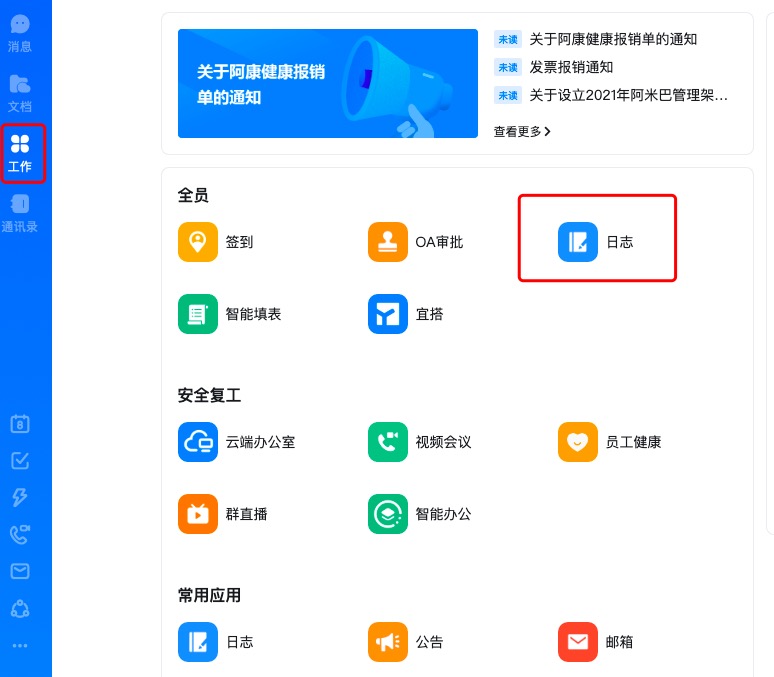 消息
文档
工作
通讯录
8
关于阿康健康报销
单的通知
未读 关于阿康健康报销单的通知
未读 发票报销通知
未读 关于设立2021年阿米巴管理架...
查看更多
全员
签到 OA审批 日志
智能填表 宜搭
安全复工
云端办公室 视频会议 员工健康
群直播 智能办公
常用应用
日志 公告 邮箱